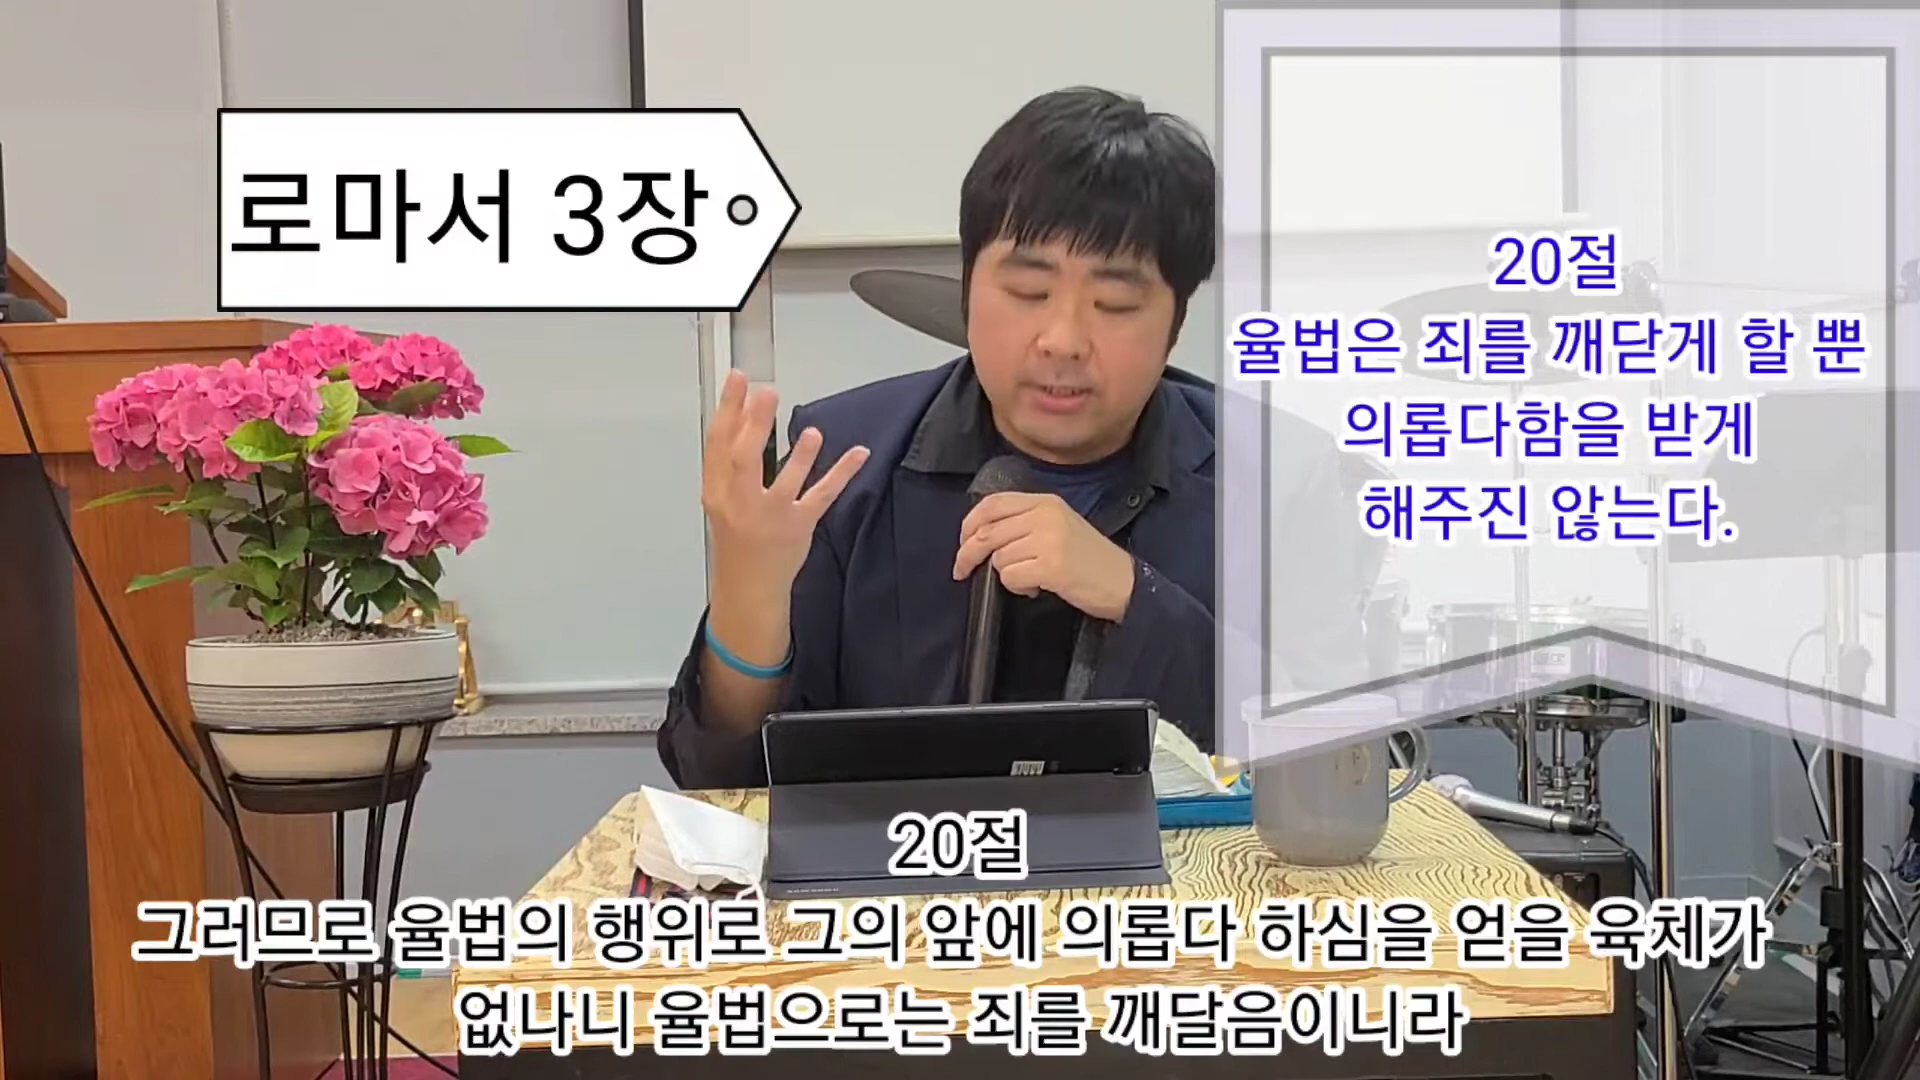 로마서 3장
20절
율법은 죄를 깨닫게 할 뿐
의롭다함을 받게
해주진 않는다.
20절
그러므로 율법의 행위로 그의 앞에 의롭다 하심을 얻을 육체가
없나니 율법으로는 죄를 깨달음이니라
SAMSUNG